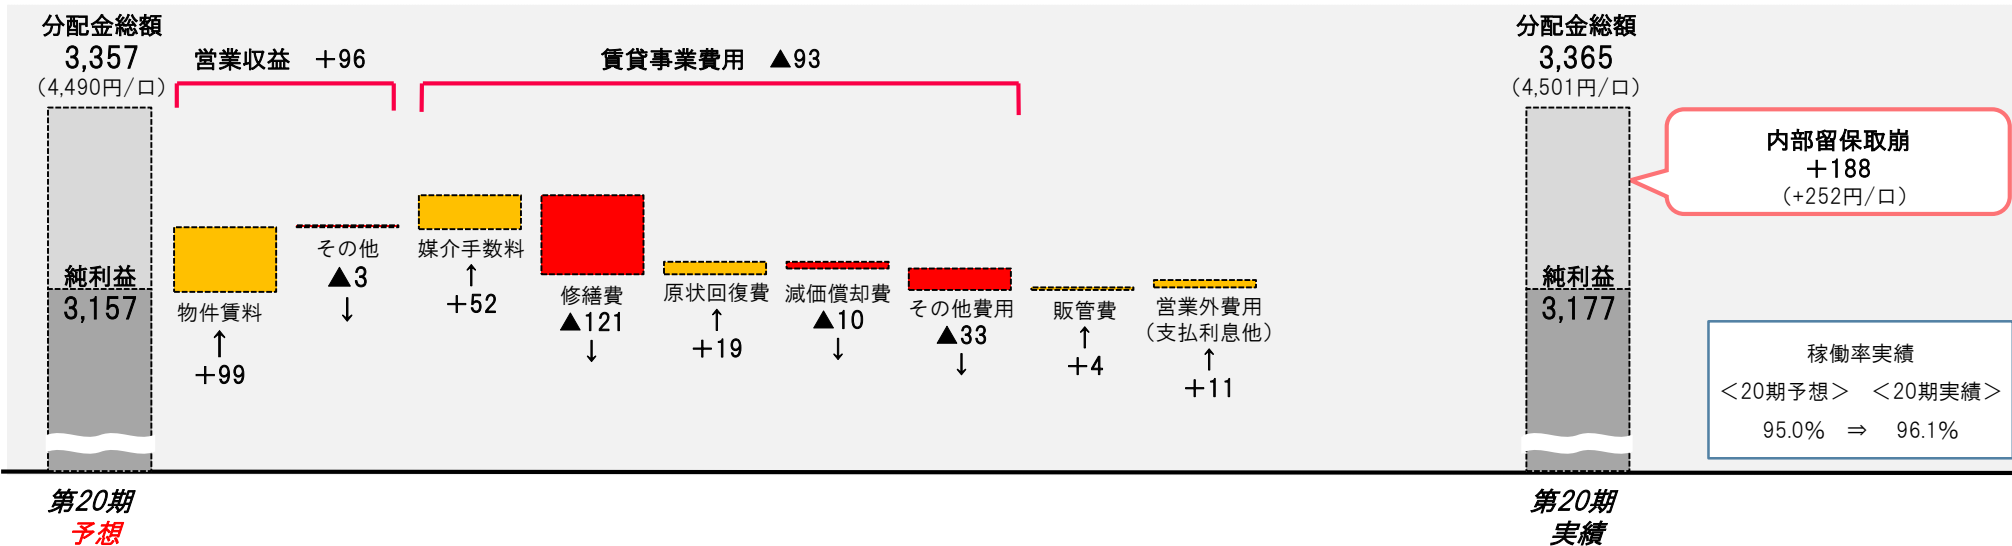 分配金総額
3,357
（4,490円/口）
営業収益　＋96
賃貸事業費用　▲93
分配金総額
3,365
（4,501円/口）
内部留保取崩
＋188
（+252円/口）
純利益
3,157
物件賃料
↑
＋99
その他
▲3
↓
媒介手数料
↑
＋52
修繕費
▲121
↓
原状回復費
↑
＋19
減価償却費
▲10
↓
その他費用
▲33
↓
販管費
↑
＋4
営業外費用
（支払利息他）
↑
＋11
純利益
3,177
稼働率実績
＜20期予想＞　＜20期実績＞
95.0%　⇒　96.1%
第20期
予想
第20期
実績